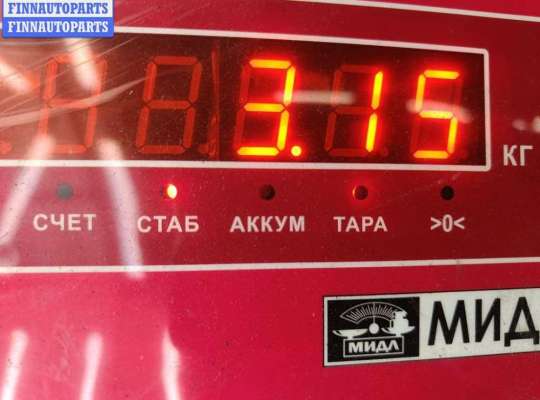 FINNAUTOPARTS
FINNAUTOPARTS
3.15
КГ
СЧЕТ СТАБ АККУМ ТАРА >0<
МИДЛ
МИД